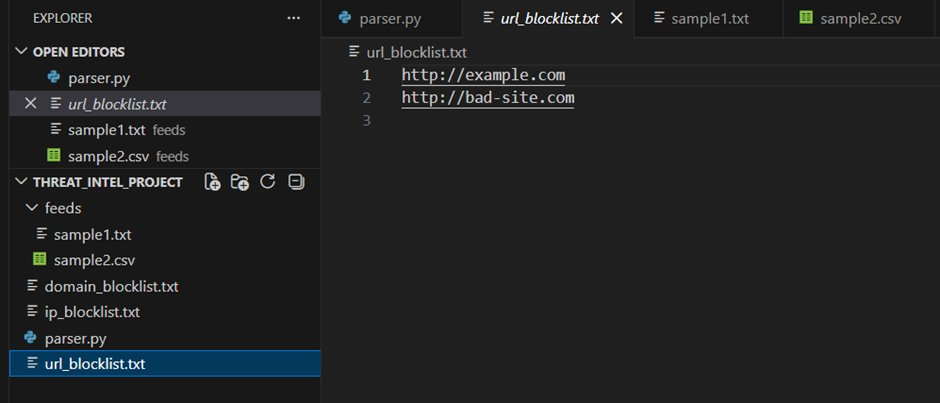 EXPLORER
OPEN EDITORS
parser.py
url_blocklist.txt
sample1.txt feeds
sample2.csv feeds
THREAT_INTEL_PROJECT
feeds
sample1.txt
sample2.csv
domain_blocklist.txt
ip_blocklist.txt
parser.py
url_blocklist.txt
parser.py url_blocklist.txt sample1.txt sample2.csv
url_blocklist.txt
1 http://example.com
2 http://bad-site.com
3